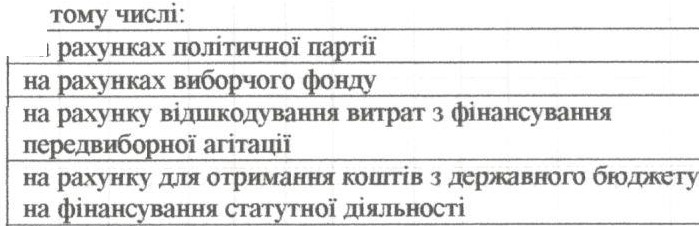 тому числі:
рахунках політичної партії
на рахунках виборчого фонду
на рахунку відшкодування витрат з фінансування
передвиборної агітації
на рахунку для отримання коштів з державного бюджету
на фінансування статутної діяльності